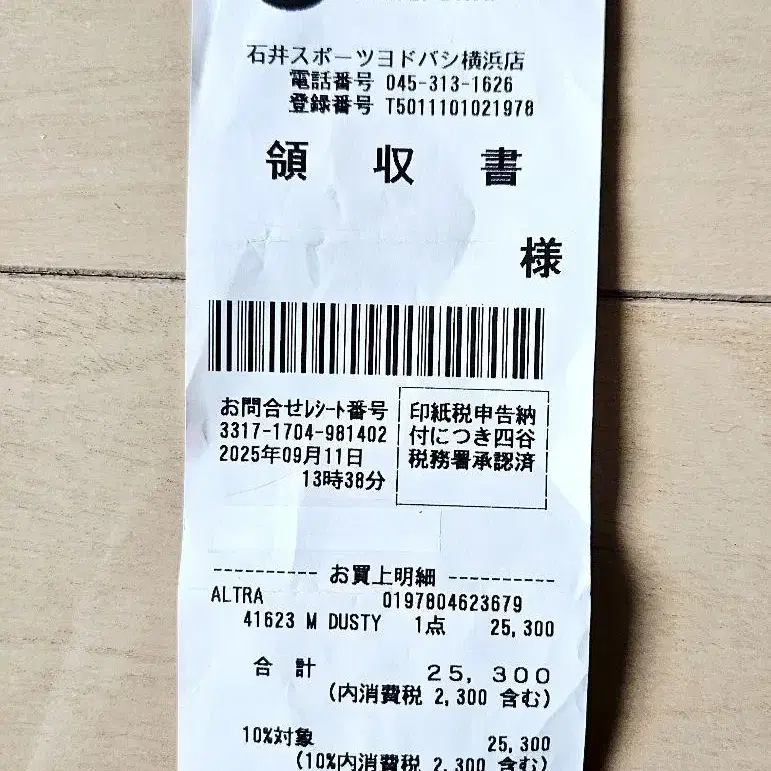 石井スポーツヨドバシ横浜店
電話番号 045-313-1626
登録番号 T5011101021978
領 収 書
様
お問合せﾚｼｰﾄ番号
3317-1704-981402
2025年09月11日
13時38分
印紙税申告納
付につき四谷
税務署承認済
---------- お買上明細 ----------
ALTRA 0197804623679
41623 M DUSTY 1点 25,300
合 計 25,300
(内消費税 2,300 含む)
10%対象 25,300
(10%内消費税 2,300 含む)